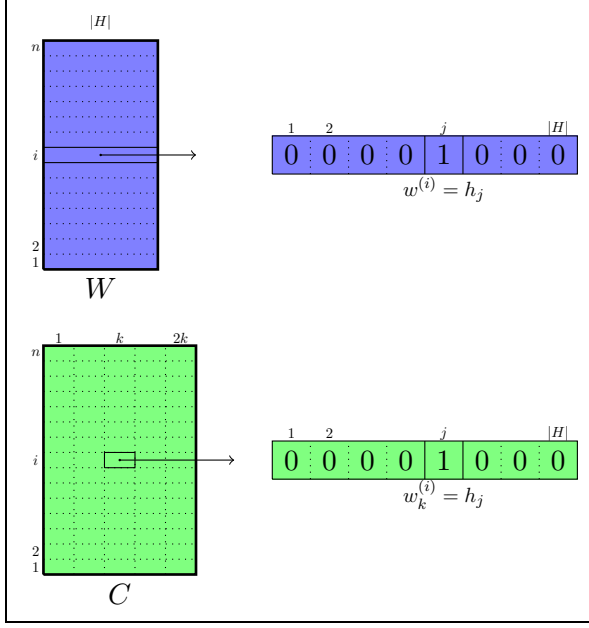 |H|
n
i
2
1
W
1 2 j |H|
0 0 0 0 1 0 0 0
w^{(i)} = h_j
1 k 2k
n
i
2
1
C
1 2 j |H|
0 0 0 0 1 0 0 0
w_k^{(i)} = h_j